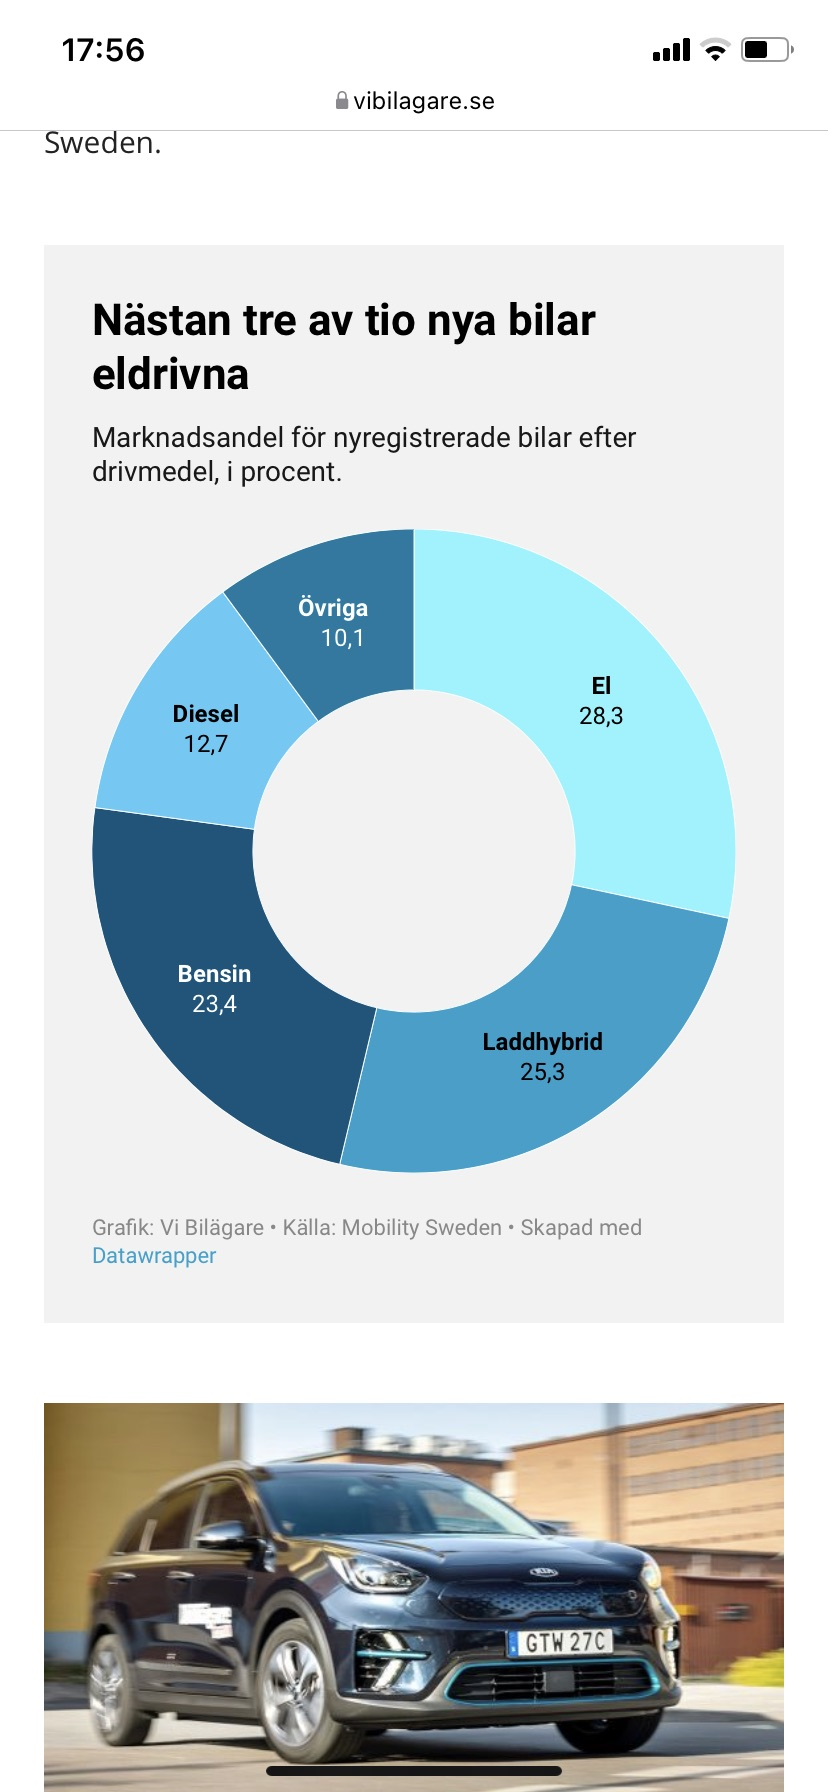 17:56
vibilagare.se
Sweden.
Nästan tre av tio nya bilar
eldrivna
Marknadsandel för nyregistrerade bilar efter
drivmedel, i procent.
Övriga
10,1
El
28,3
Diesel
12,7
Bensin
23,4
Laddhybrid
25,3
Grafik: Vi Bilägare • Källa: Mobility Sweden • Skapad med
Datawrapper
KIA
GTW 27C